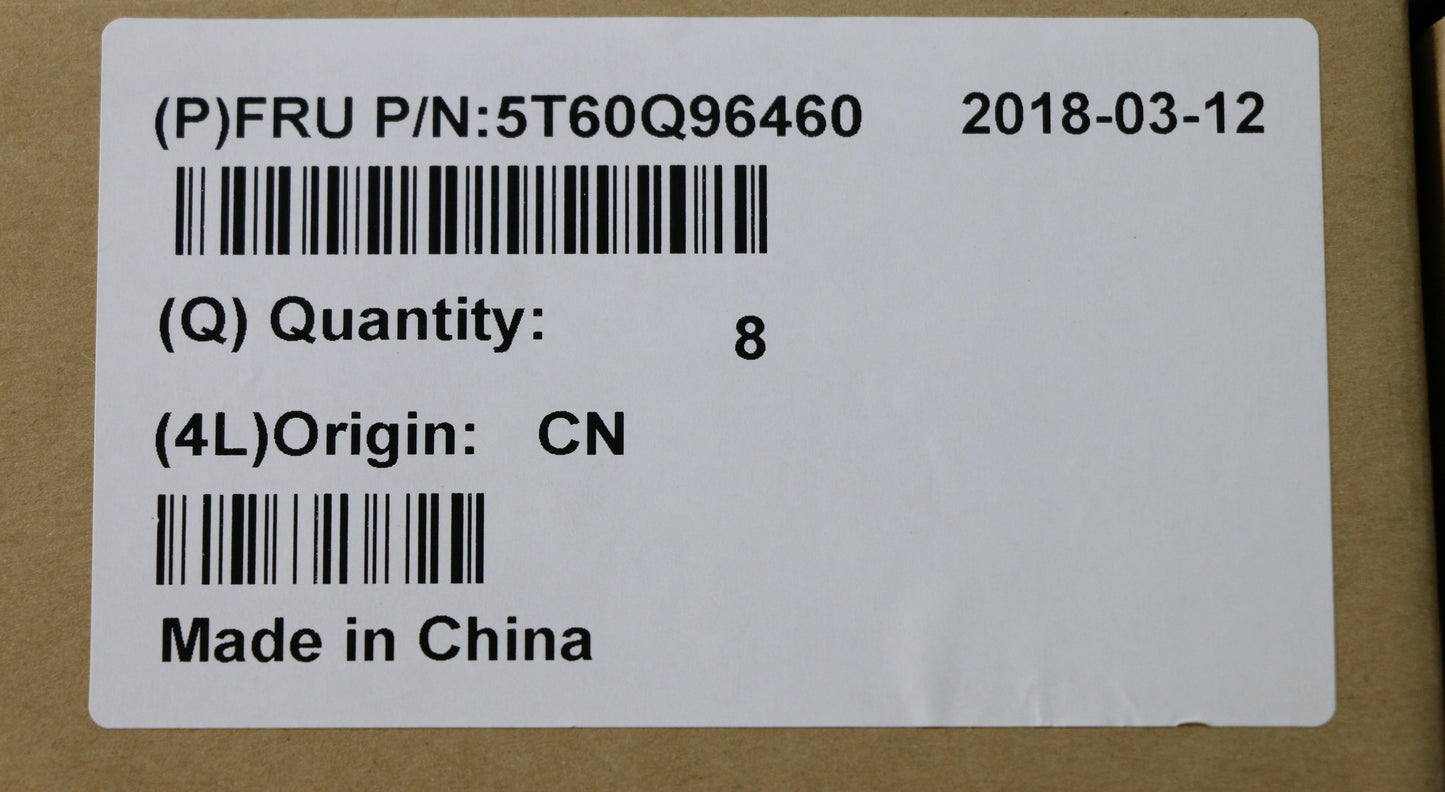 (P)FRU P/N:5T60Q96460 2018-03-12
(Q) Quantity: 8
(4L)Origin: CN
Made in China